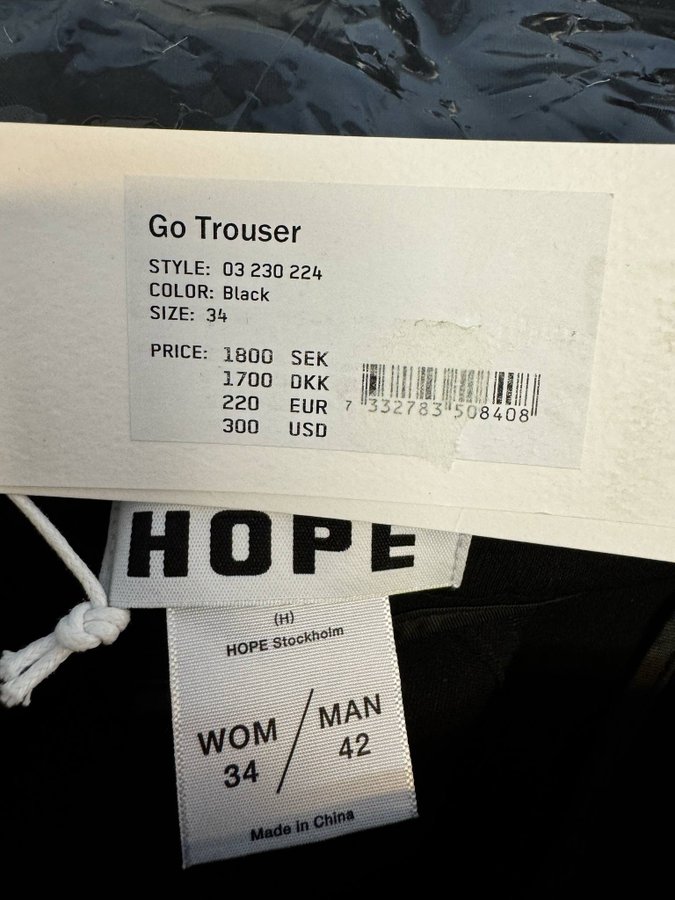 Go Trouser
STYLE: 03 230 224
COLOR: Black
SIZE: 34
PRICE: 1800 SEK
1700 DKK
220 EUR
300 USD
7 332783 508408
HOPE
(H)
HOPE Stockholm
WOM / MAN
34 42
Made in China